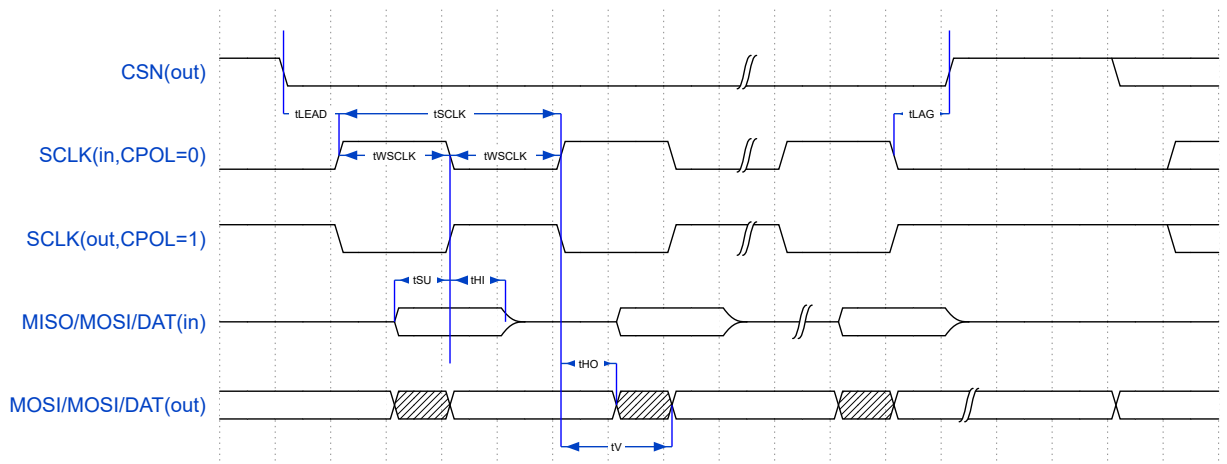 CSN(out)
tLEAD
tSCLK
tLAG
SCLK(in,CPOL=0)
tWSCLK
tWSCLK
SCLK(out,CPOL=1)
tSU
tHI
MISO/MOSI/DAT(in)
tHO
MOSI/MOSI/DAT(out)
tV